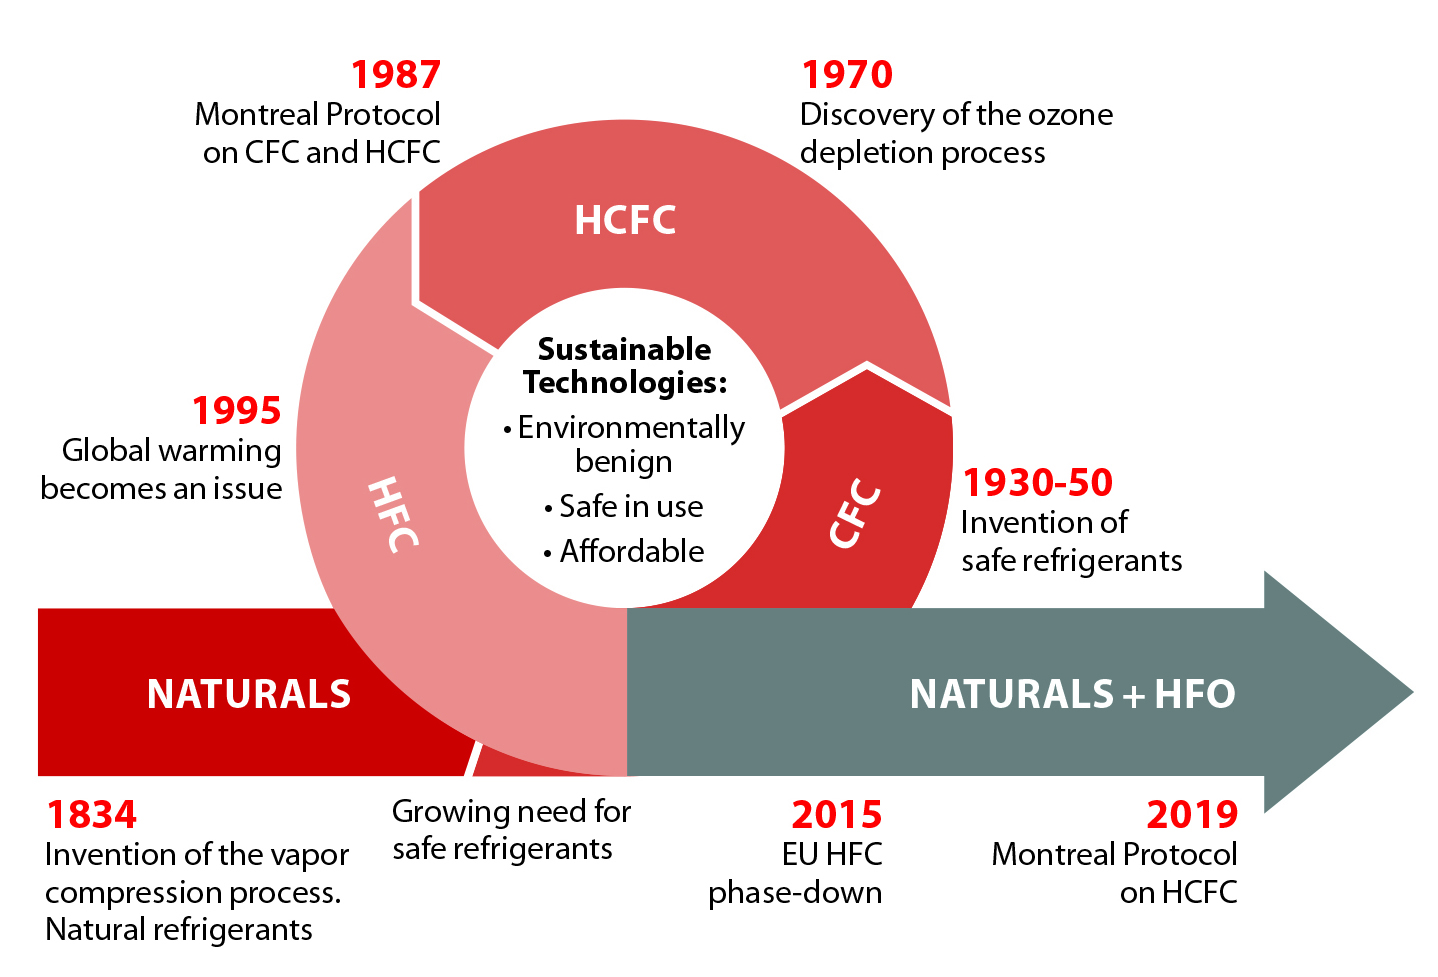 1987
Montreal Protocol
on CFC and HCFC
1970
Discovery of the ozone
depletion process
HCFC
Sustainable
Technologies:
• Environmentally
benign
• Safe in use
• Affordable
1995
Global warming
becomes an issue
HFC
CFC
1930-50
Invention of
safe refrigerants
NATURALS
NATURALS + HFO
1834
Invention of the vapor
compression process.
Natural refrigerants
Growing need for
safe refrigerants
2015
EU HFC
phase-down
2019
Montreal Protocol
on HCFC